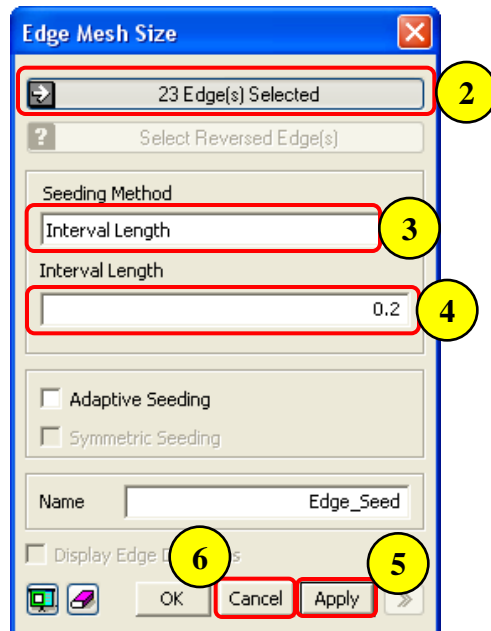 Edge Mesh Size
23 Edge(s) Selected
2
? Select Reversed Edge(s)
Seeding Method
Interval Length
3
Interval Length
0.2
4
Adaptive Seeding
Symmetric Seeding
Name Edge_Seed
Display Edge
6
5
OK Cancel Apply >>